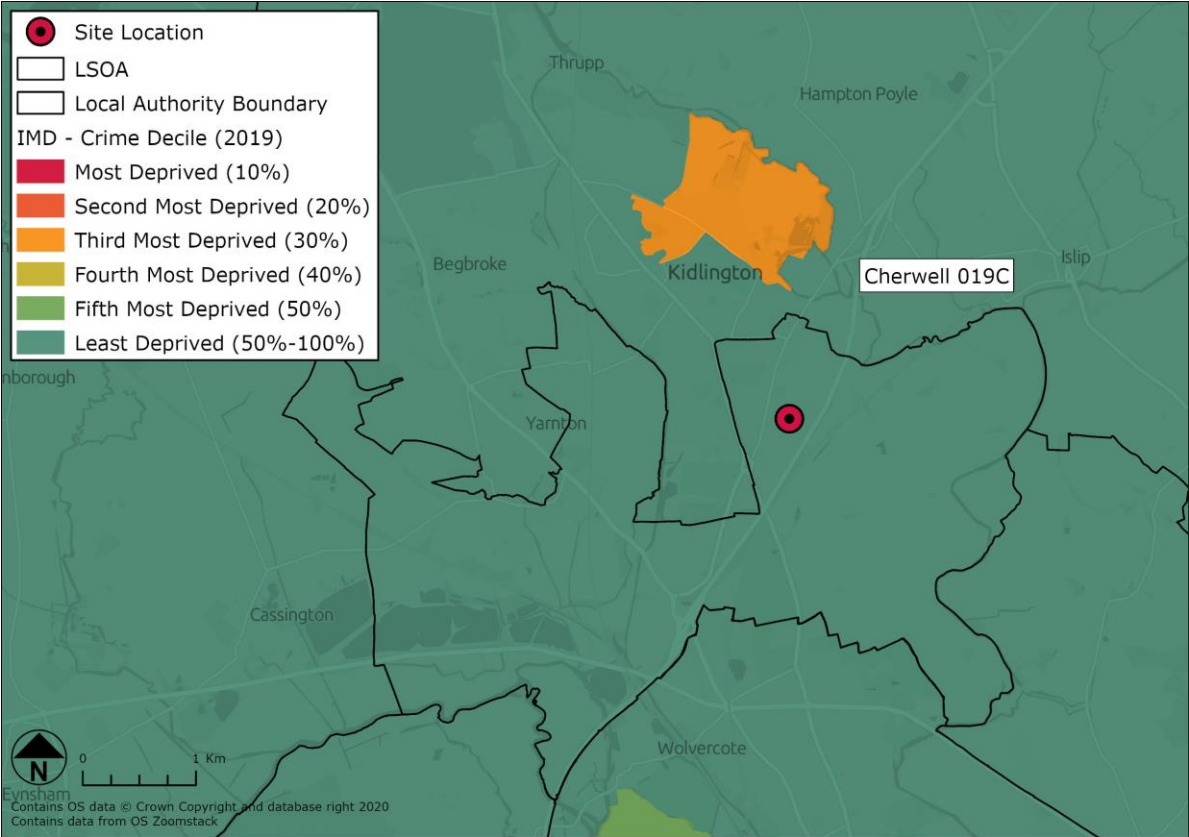 Site Location
LSOA
Local Authority Boundary
IMD - Crime Decile (2019)
Most Deprived (10%)
Second Most Deprived (20%)
Third Most Deprived (30%)
Fourth Most Deprived (40%)
Fifth Most Deprived (50%)
Least Deprived (50%-100%)
Thrupp
Hampton Poyle
Begbroke
Kidlington
Islip
Cherwell 019C
nborough
Yarnton
Cassington
Wolvercote
N
0 1 Km
Eynsham
Contains OS data © Crown Copyright and database right 2020
Contains data from OS Zoomstack